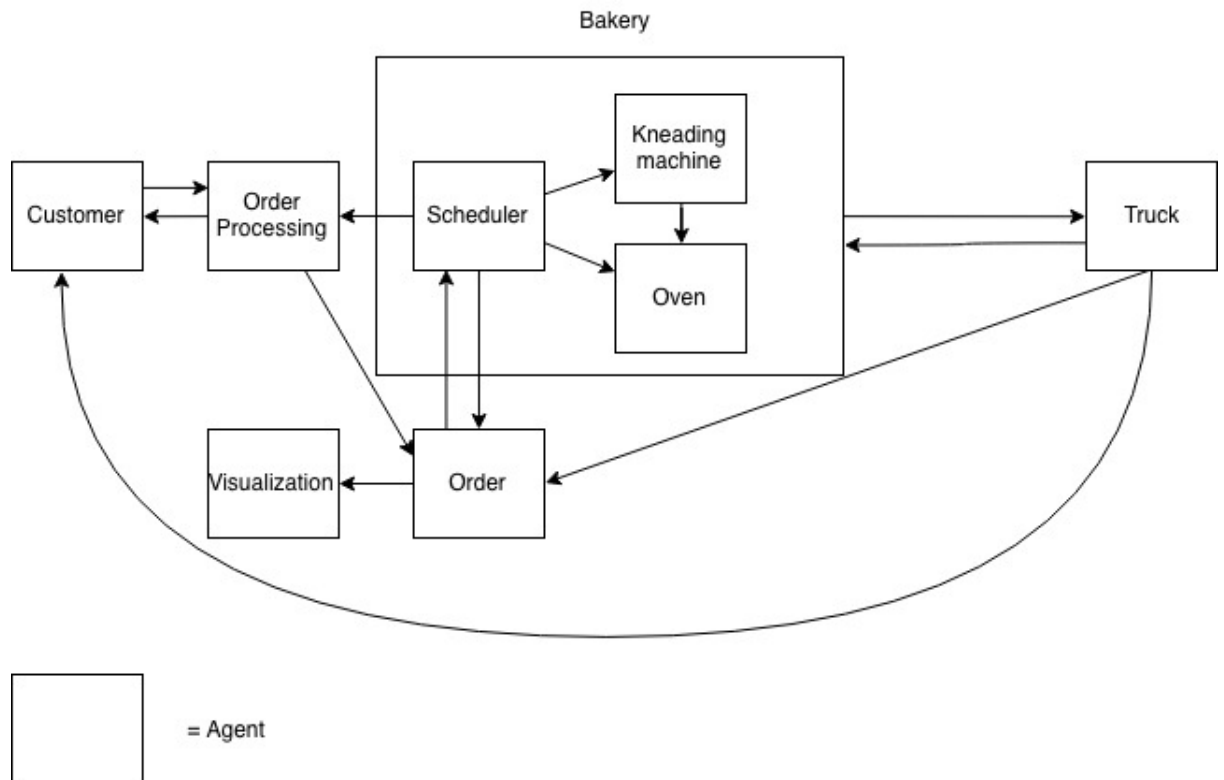 Bakery
Kneading
machine
Customer
Order
Processing
Scheduler
Truck
Oven
Visualization
Order
= Agent